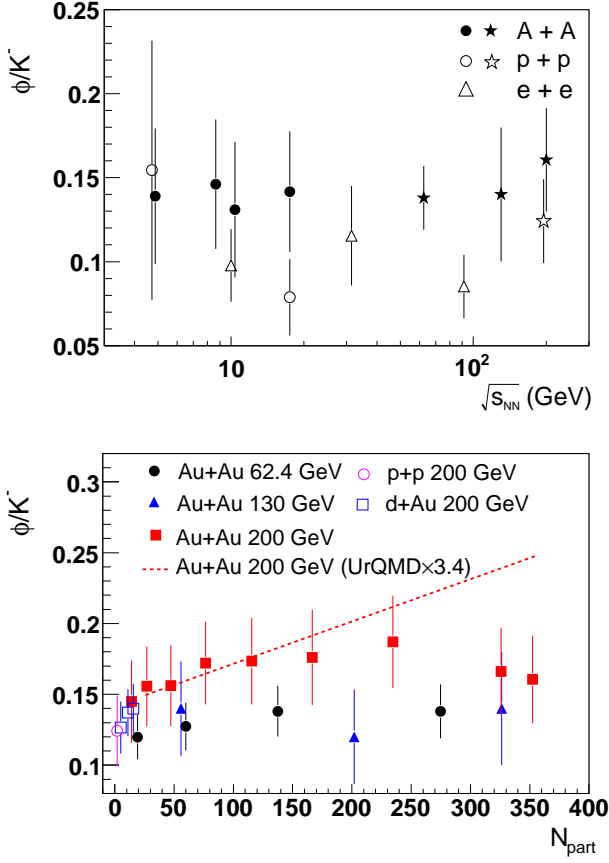 0.25
A + A
p + p
e + e
0.2
ϕ/K⁻
0.15
0.1
0.05
10
10²
√s_NN (GeV)
Au+Au 62.4 GeV
p+p 200 GeV
Au+Au 130 GeV
d+Au 200 GeV
Au+Au 200 GeV
Au+Au 200 GeV (UrQMD×3.4)
ϕ/K⁻
0.3
0.25
0.2
0.15
0.1
0 50 100 150 200 250 300 350 400
N_part